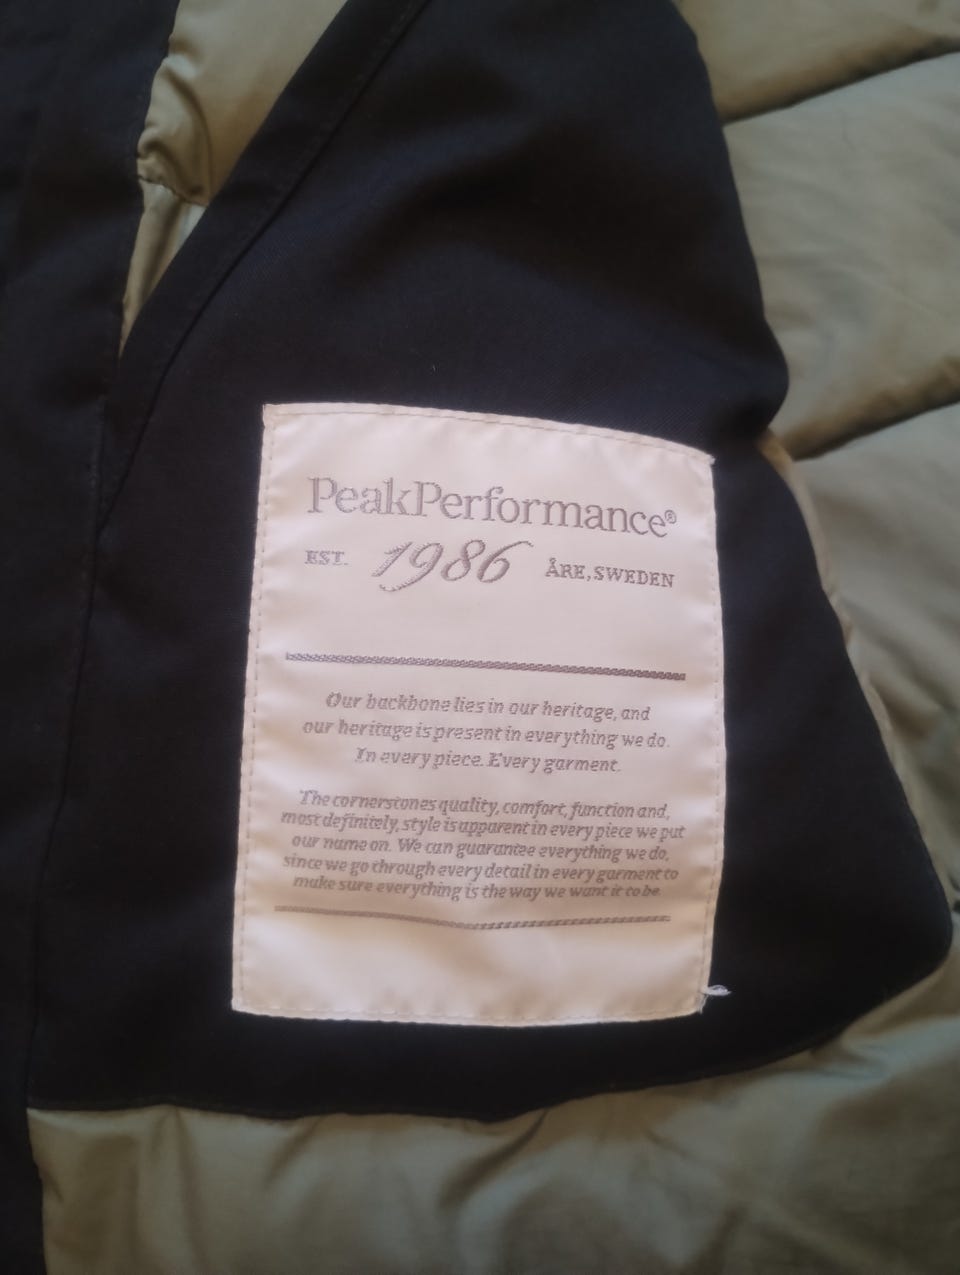 PeakPerformance®
EST. 1986 ÅRE, SWEDEN
Our backbone lies in our heritage, and
our heritage is present in everything we do.
In every piece. Every garment.
The cornerstones quality, comfort, function and,
most definitely, style is apparent in every piece we put
our name on. We can guarantee everything we do,
since we go through every detail in every garment to
make sure everything is the way we want it to be.